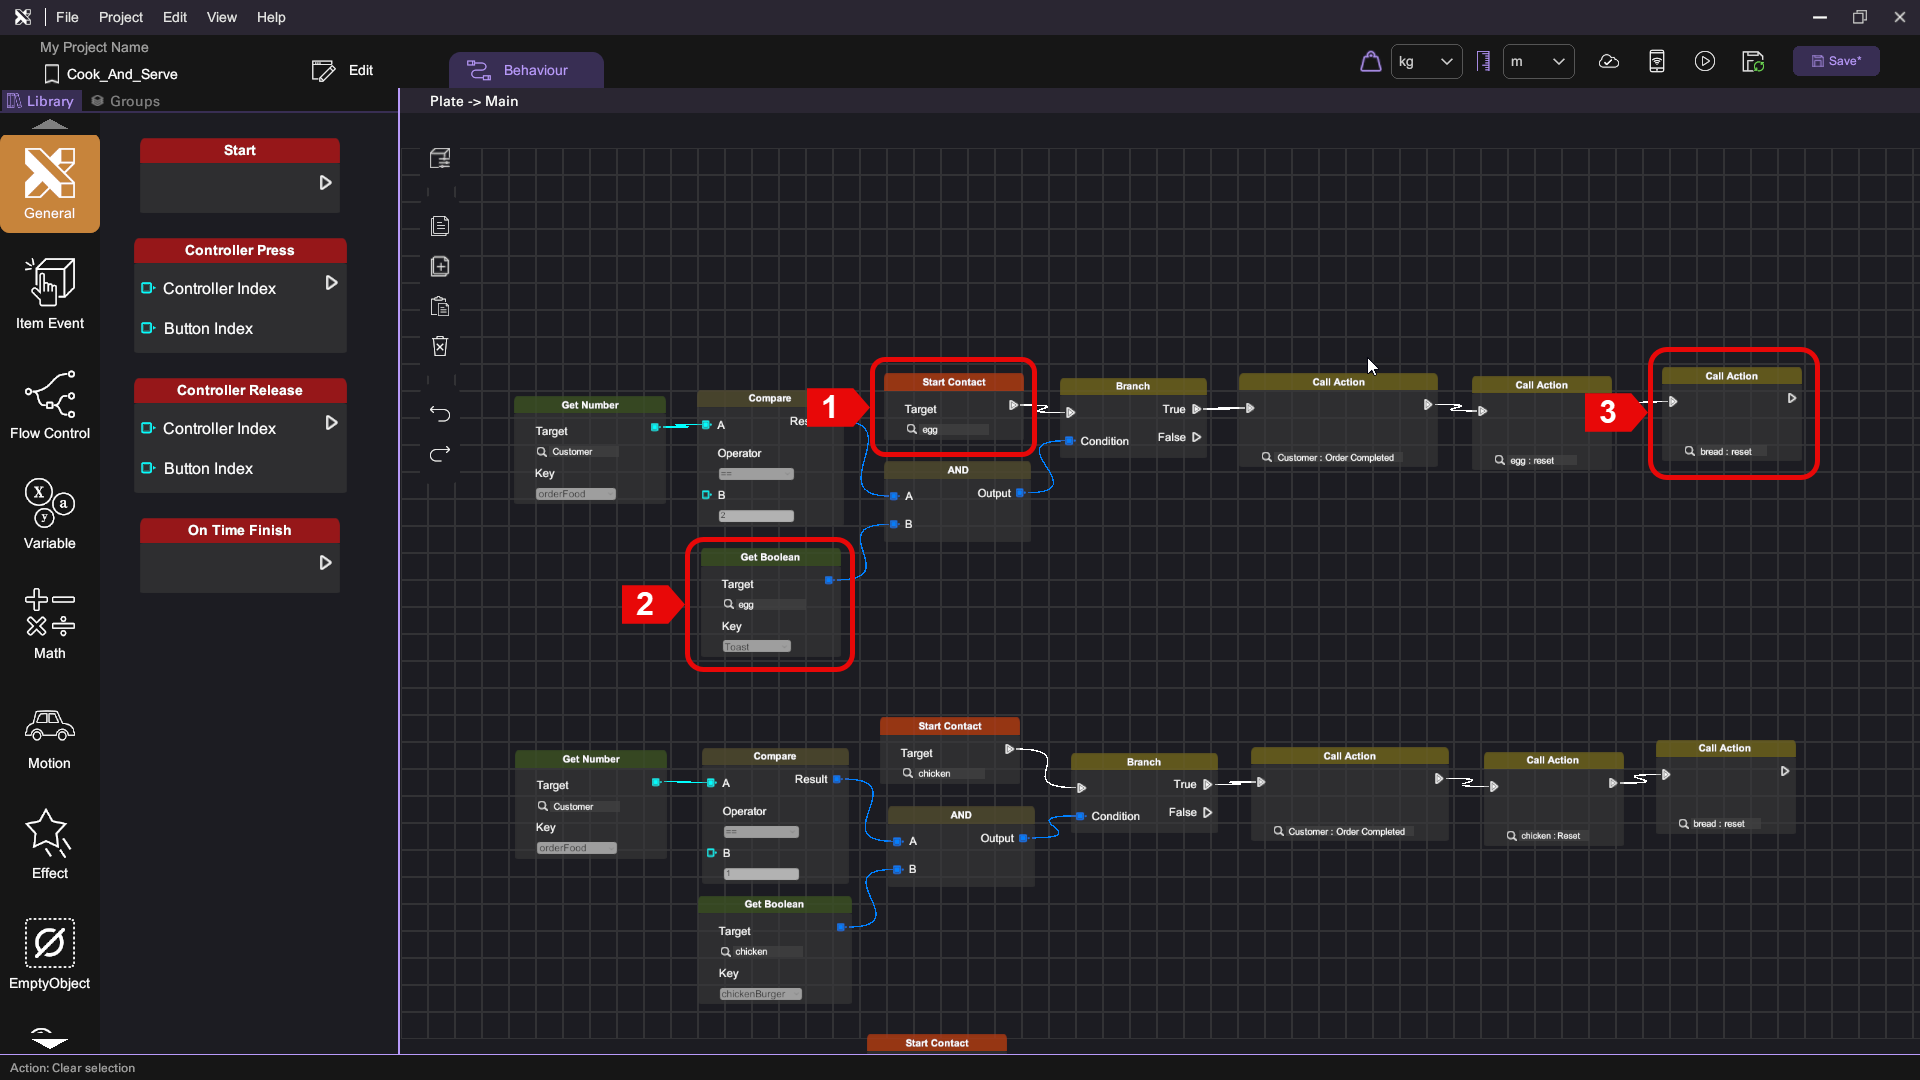 File Project Edit View Help
My Project Name
Cook_And_Serve
Edit
Behaviour
kg
m
Save*
Library Groups
Plate -> Main
General
Item Event
Flow Control
Variable
Math
Motion
Effect
EmptyObject
Start
Controller Press
Controller Index
Button Index
Controller Release
Controller Index
Button Index
On Time Finish
Get Number
Target
Customer
Key
orderFood
Compare
A
Res
Operator
==
B
2
1
Start Contact
Target
egg
AND
A
Output
B
2
Get Boolean
Target
egg
Key
Toast
Branch
True
False
Condition
Call Action
Customer : Order Completed
Call Action
egg : reset
3
Call Action
bread : reset
Get Number
Target
Customer
Key
orderFood
Compare
A
Result
Operator
==
B
1
Start Contact
Target
chicken
AND
A
Output
B
Get Boolean
Target
chicken
Key
chickenBurger
Branch
True
False
Condition
Call Action
Customer : Order Completed
Call Action
chicken : Reset
Call Action
bread : reset
Start Contact
Action: Clear selection